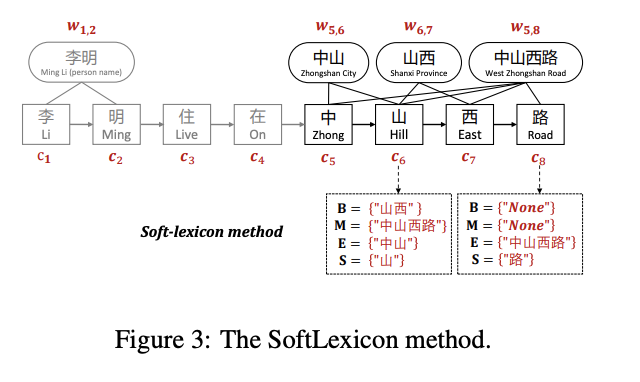 w1,2 w5,6 w6,7 w5,8
李明 中山 山西 中山西路
Ming Li (person name) Zhongshan City Shanxi Province West Zhongshan Road
李 明 住 在 中 山 西 路
Li Ming Live On Zhong Hill East Road
c1 c2 c3 c4 c5 c6 c7 c8
Soft-lexicon method
B = {"山西" }
M = {"中山西路"}
E = {"中山"}
S = {"山"}
B = {"None"}
M = {"None"}
E = {"中山西路"}
S = {"路"}
Figure 3: The SoftLexicon method.